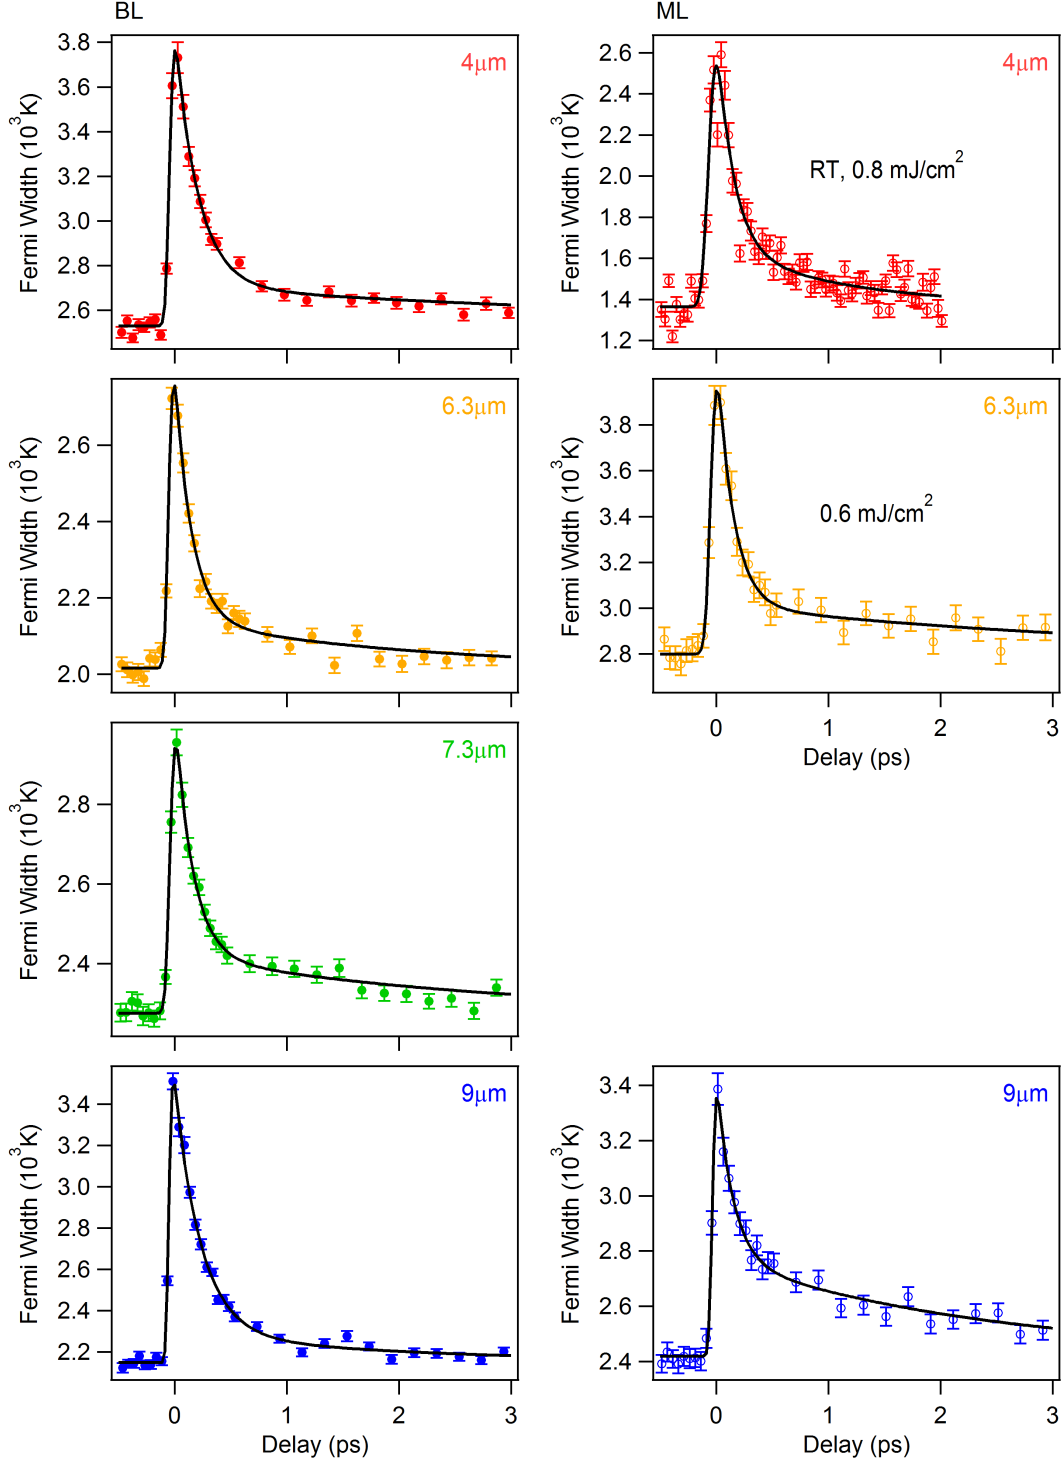 BL
ML
Fermi Width (10³K)
3.8
3.6
3.4
3.2
3.0
2.8
2.6
4μm
Fermi Width (10³K)
2.6
2.4
2.2
2.0
1.8
1.6
1.4
1.2
4μm
RT, 0.8 mJ/cm²
Fermi Width (10³K)
2.6
2.4
2.2
2.0
6.3μm
Fermi Width (10³K)
3.8
3.6
3.4
3.2
3.0
2.8
6.3μm
0.6 mJ/cm²
0 1 2 3
Delay (ps)
Fermi Width (10³K)
2.8
2.6
2.4
7.3μm
Fermi Width (10³K)
3.4
3.2
3.0
2.8
2.6
2.4
2.2
9μm
0 1 2 3
Delay (ps)
Fermi Width (10³K)
3.4
3.2
3.0
2.8
2.6
2.4
9μm
0 1 2 3
Delay (ps)